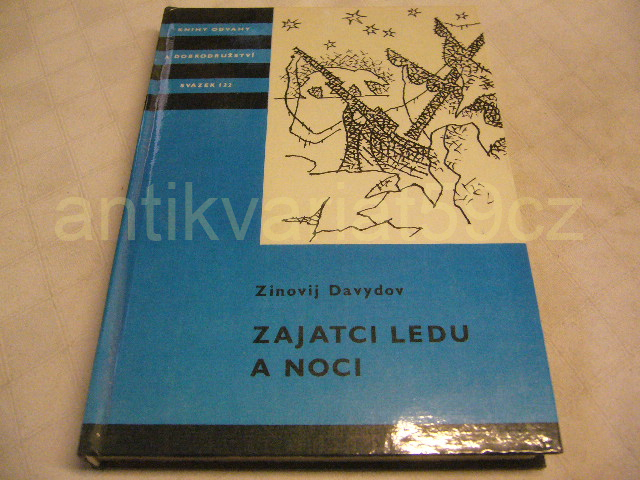 KNIHY ODVAHY
A DOBRODRUŽSTVÍ
SVAZEK 122
antikvariat59cz
Zinovij Davydov
ZAJATCI LEDU
A NOCI